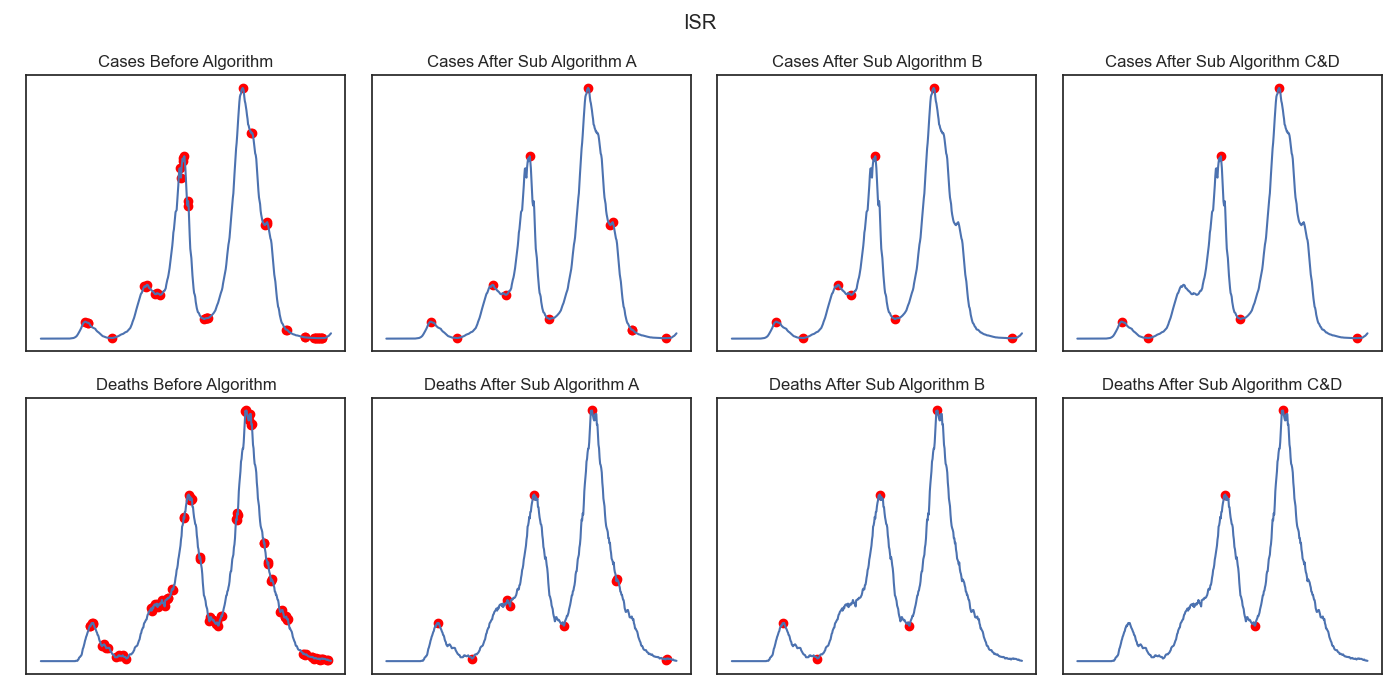 ISR
Cases Before Algorithm
Cases After Sub Algorithm A
Cases After Sub Algorithm B
Cases After Sub Algorithm C&D
Deaths Before Algorithm
Deaths After Sub Algorithm A
Deaths After Sub Algorithm B
Deaths After Sub Algorithm C&D